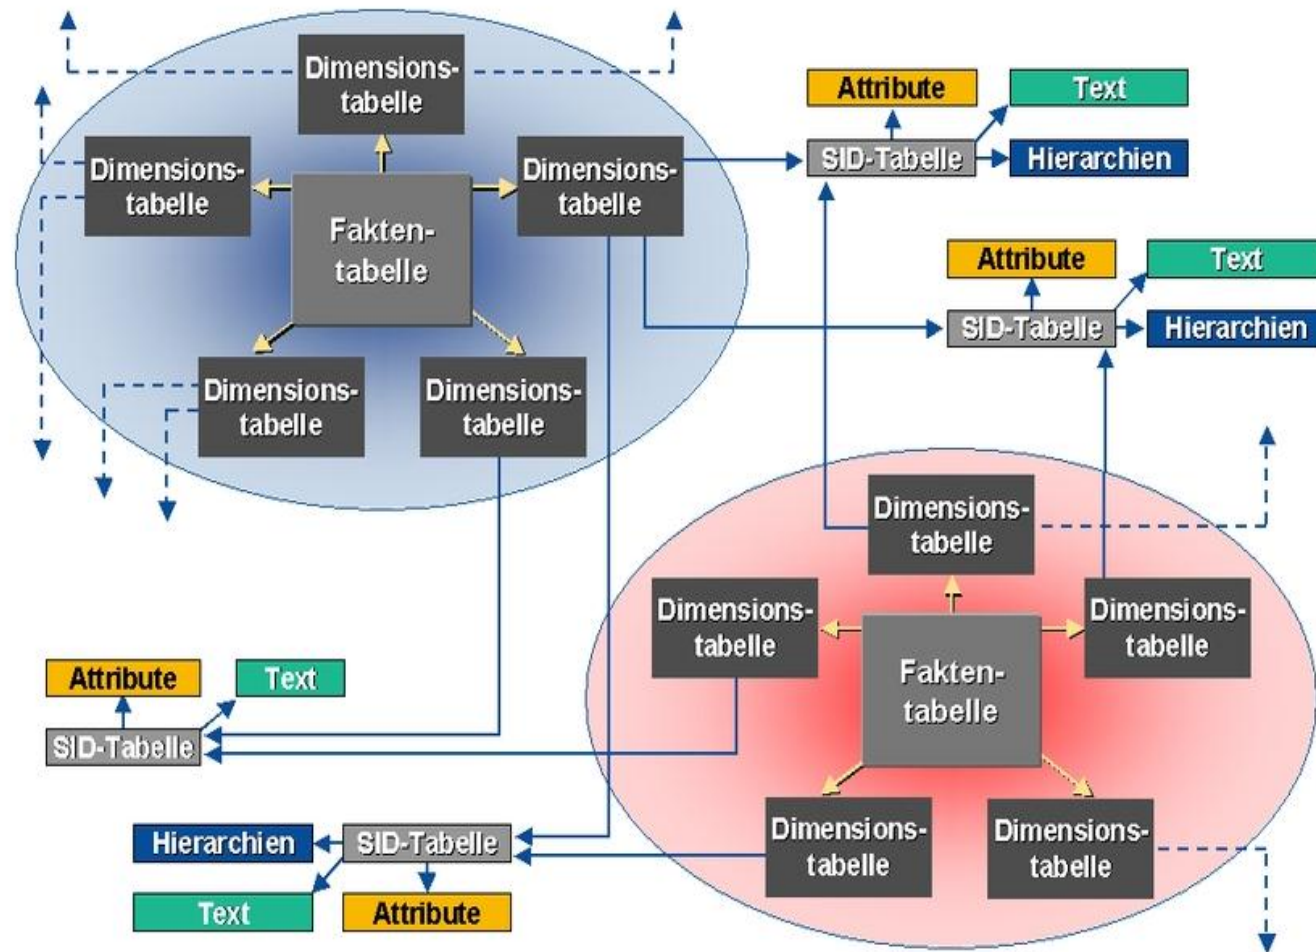 Dimensions-
tabelle
Dimensions-
tabelle
Dimensions-
tabelle
Fakten-
tabelle
Dimensions-
tabelle
Dimensions-
tabelle
Attribute
Text
SID-Tabelle
Hierarchien
Attribute
Text
SID-Tabelle
Hierarchien
Dimensions-
tabelle
Dimensions-
tabelle
Dimensions-
tabelle
Fakten-
tabelle
Dimensions-
tabelle
Dimensions-
tabelle
Attribute
Text
SID-Tabelle
Hierarchien
SID-Tabelle
Text
Attribute